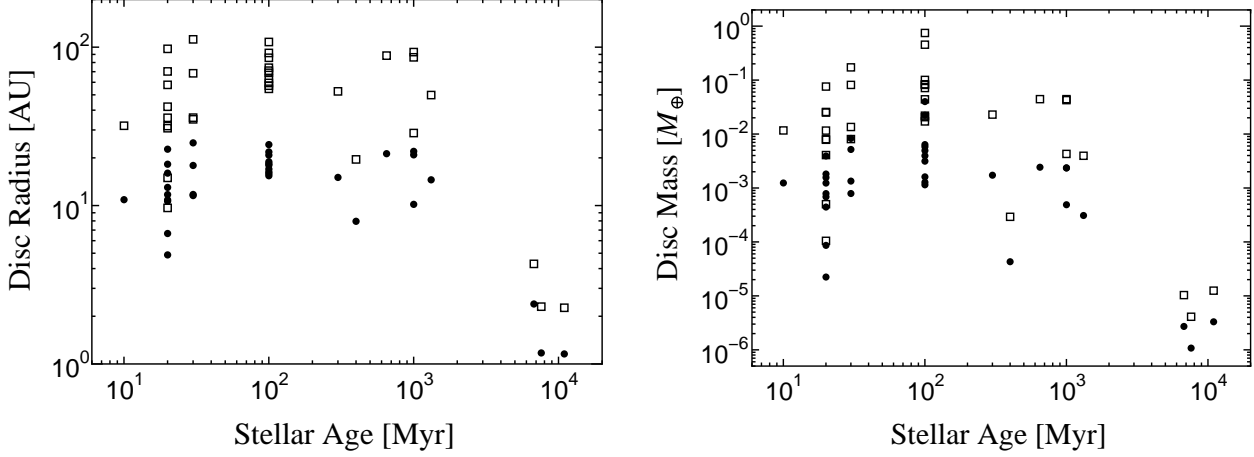 10²
10¹
10⁰
Disc Radius [AU]
10¹ 10² 10³ 10⁴
Stellar Age [Myr]
10⁰
10⁻¹
10⁻²
10⁻³
10⁻⁴
10⁻⁵
10⁻⁶
Disc Mass [M⊕]
10¹ 10² 10³ 10⁴
Stellar Age [Myr]